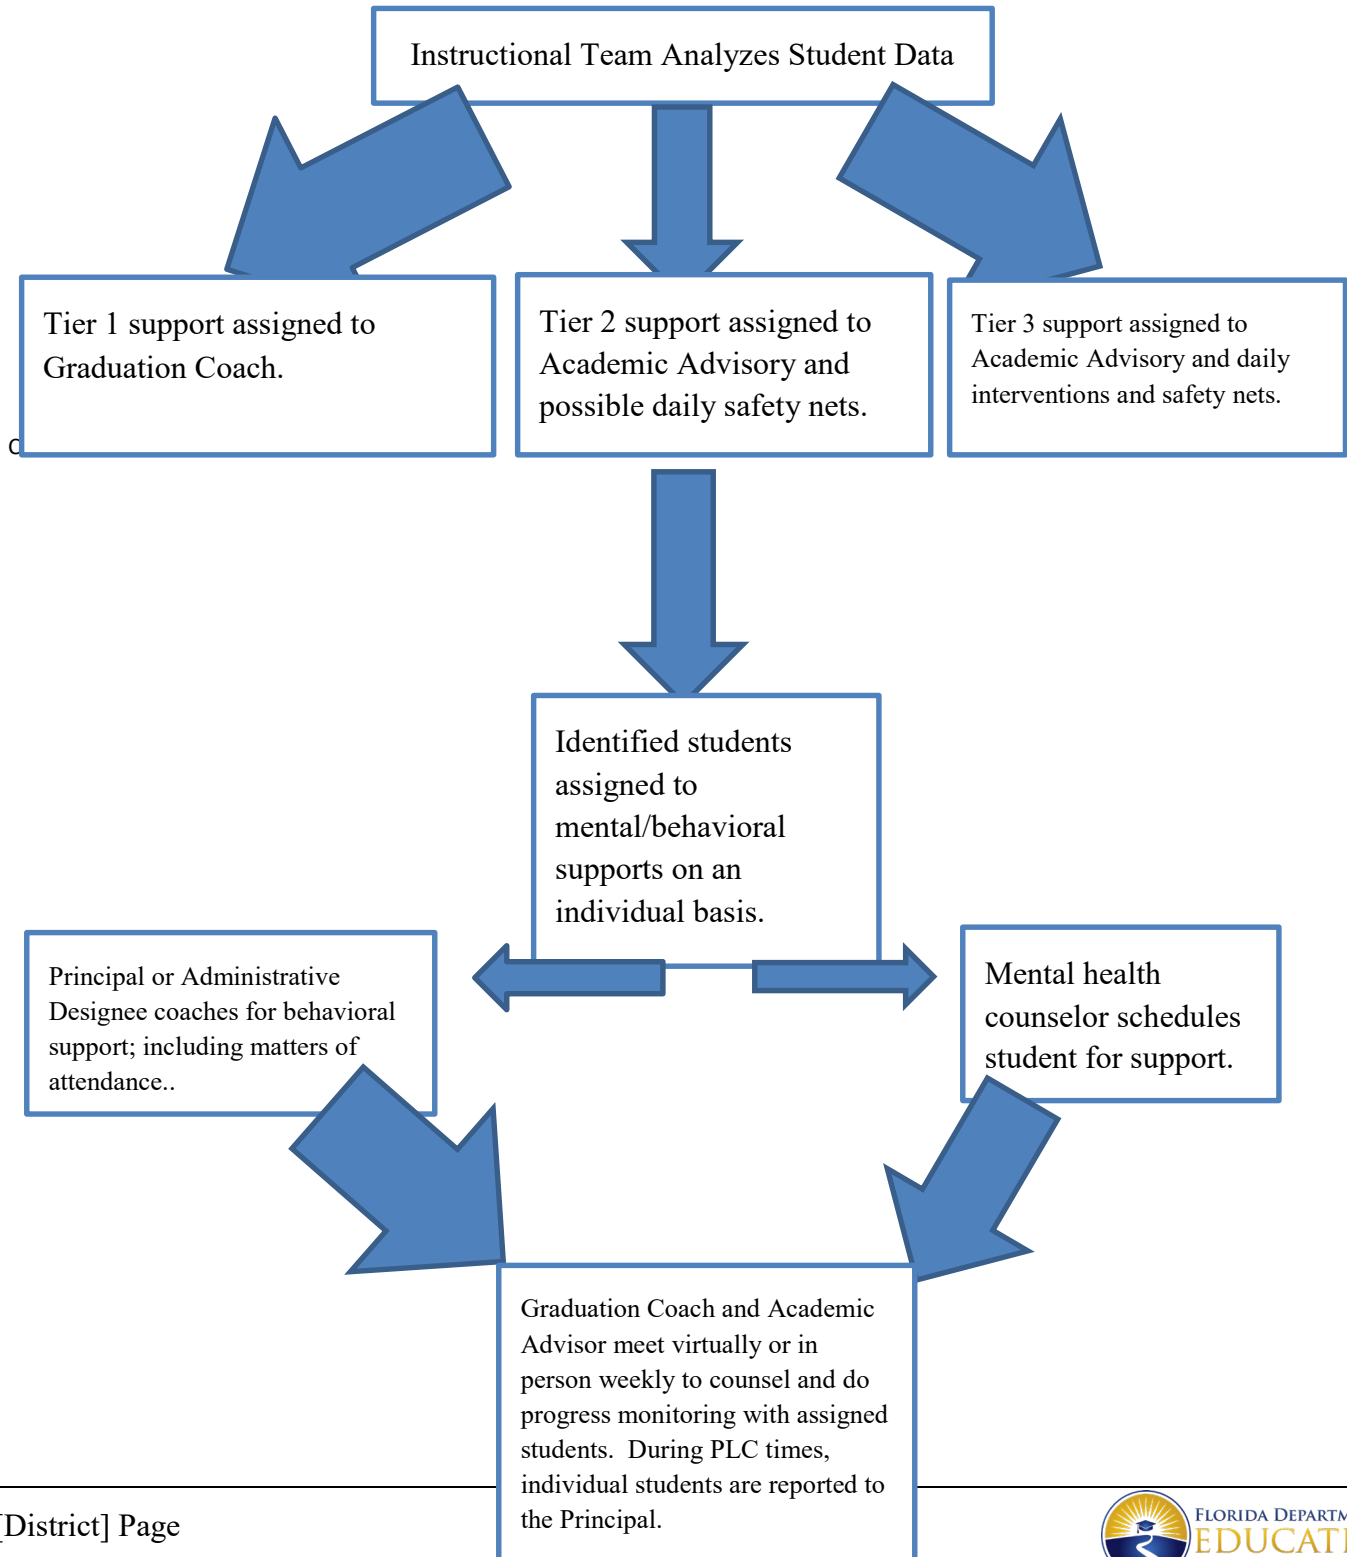 Instructional Team Analyzes Student Data
Tier 1 support assigned to
Graduation Coach.
Tier 2 support assigned to
Academic Advisory and
possible daily safety nets.
Tier 3 support assigned to
Academic Advisory and daily
interventions and safety nets.
Identified students
assigned to
mental/behavioral
supports on an
individual basis.
Principal or Administrative
Designee coaches for behavioral
support; including matters of
attendance..
Mental health
counselor schedules
student for support.
Graduation Coach and Academic
Advisor meet virtually or in
person weekly to counsel and do
progress monitoring with assigned
students.  During PLC times,
individual students are reported to
the Principal.
[District] Page
FLORIDA